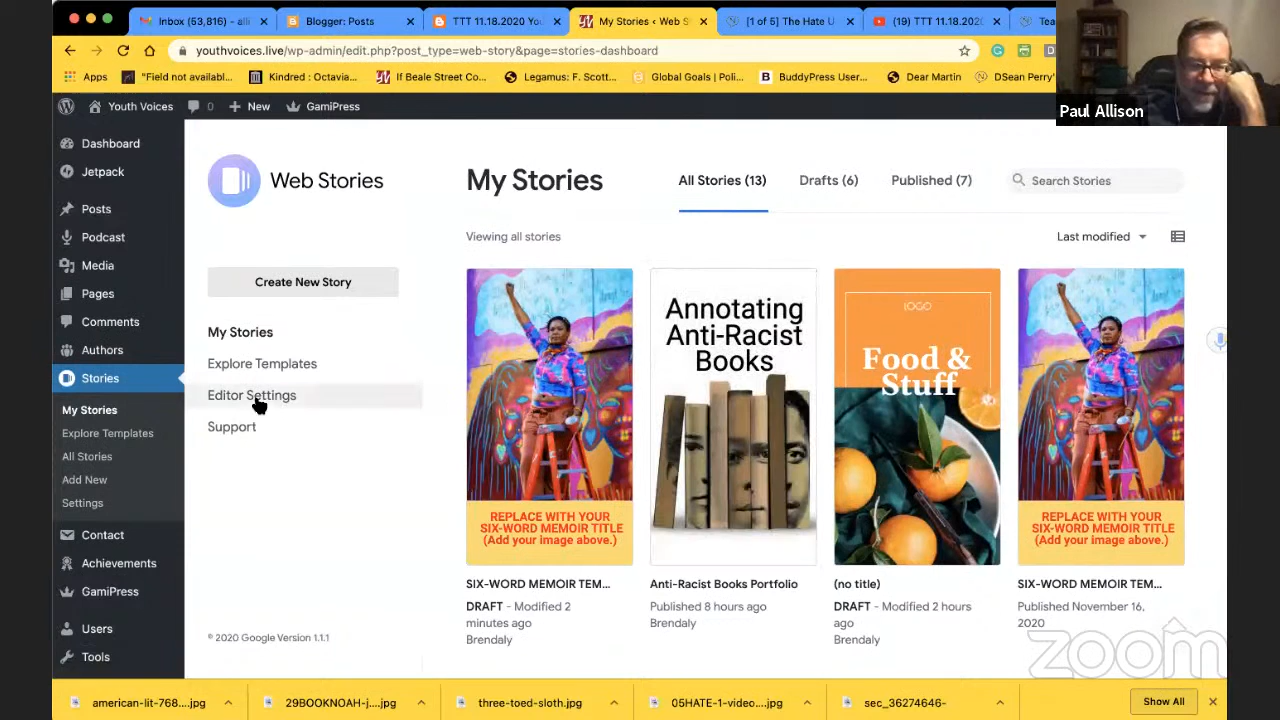 Inbox (53,816) - alli
Blogger: Posts
TTT 11.18.2020 You
My Stories ‹ Web S
[1 of 5] The Hate U
(19) TTT 11.18.202
Tea
youthvoices.live/wp-admin/edit.php?post_type=web-story&page=stories-dashboard
Apps
"Field not availabl...
Kindred : Octavia...
If Beale Street Co...
Legamus: F. Scott...
Global Goals | Poli...
BuddyPress User...
Dear Martin
DSean Perry'
Paul Allison
Youth Voices
0
New
GamiPress
Dashboard
Jetpack
Posts
Podcast
Media
Pages
Comments
Authors
Stories
My Stories
Explore Templates
All Stories
Add New
Settings
Contact
Achievements
GamiPress
Users
Tools
Web Stories
Create New Story
My Stories
Explore Templates
Editor Settings
Support
© 2020 Google Version 1.1.1
My Stories
All Stories (13)
Drafts (6)
Published (7)
Search Stories
Viewing all stories
Last modified
REPLACE WITH YOUR
SIX-WORD MEMOIR TITLE
(Add your image above.)
SIX-WORD MEMOIR TEM...
DRAFT - Modified 2
minutes ago
Brendaly
Annotating
Anti-Racist
Books
Anti-Racist Books Portfolio
Published 8 hours ago
Brendaly
LOGO
Food &
Stuff
(no title)
DRAFT - Modified 2 hours
ago
Brendaly
REPLACE WITH YOUR
SIX-WORD MEMOIR TITLE
(Add your image above.)
SIX-WORD MEMOIR TEM...
Published November 16,
2020
zoom
american-lit-768....jpg
29BOOKNOAH-j....jpg
three-toed-sloth.jpg
05HATE-1-video....jpg
sec_36274646-
Show All